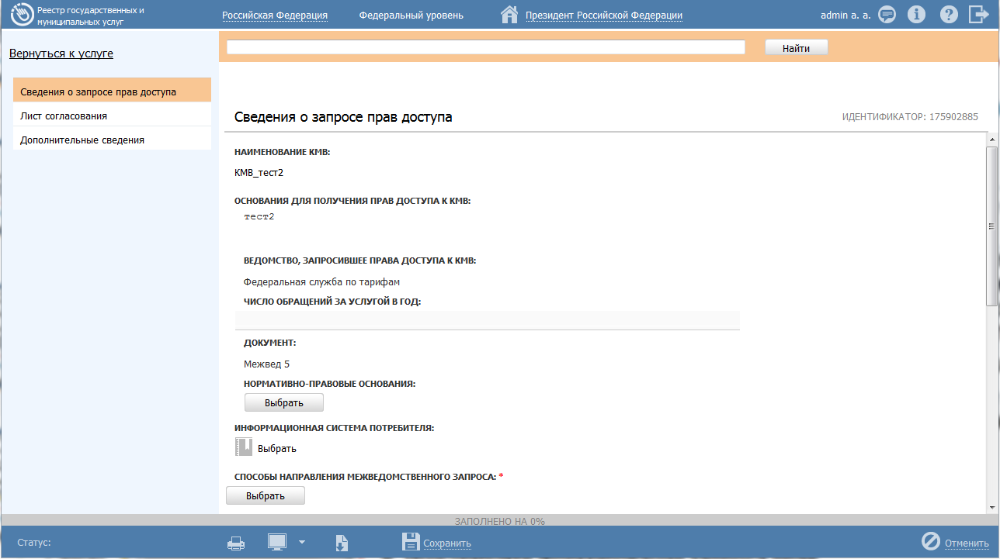 Реестр государственных и
муниципальных услуг
Российская Федерация
Федеральный уровень
Президент Российской Федерации
admin a. a.
Вернуться к услуге
Найти
Сведения о запросе прав доступа
Лист согласования
Дополнительные сведения
Сведения о запросе прав доступа
ИДЕНТИФИКАТОР: 175902885
НАИМЕНОВАНИЕ КМВ:
КМВ_тест2
ОСНОВАНИЯ ДЛЯ ПОЛУЧЕНИЯ ПРАВ ДОСТУПА К КМВ:
тест2
ВЕДОМСТВО, ЗАПРОСИВШЕЕ ПРАВА ДОСТУПА К КМВ:
Федеральная служба по тарифам
ЧИСЛО ОБРАЩЕНИЙ ЗА УСЛУГОЙ В ГОД:
ДОКУМЕНТ:
Межвед 5
НОРМАТИВНО-ПРАВОВЫЕ ОСНОВАНИЯ:
Выбрать
ИНФОРМАЦИОННАЯ СИСТЕМА ПОТРЕБИТЕЛЯ:
Выбрать
СПОСОБЫ НАПРАВЛЕНИЯ МЕЖВЕДОМСТВЕННОГО ЗАПРОСА: *
Выбрать
ЗАПОЛНЕНО НА 0%
Статус:
Сохранить
Отменить